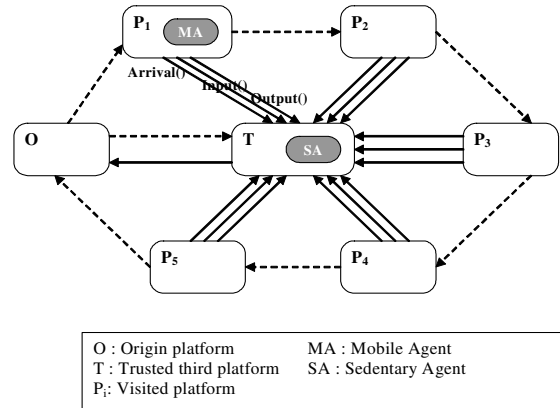 P1 MA P2
Arrival()
Input()
Output()
O T SA P3
P5 P4
O : Origin platform MA : Mobile Agent
T : Trusted third platform SA : Sedentary Agent
Pi: Visited platform